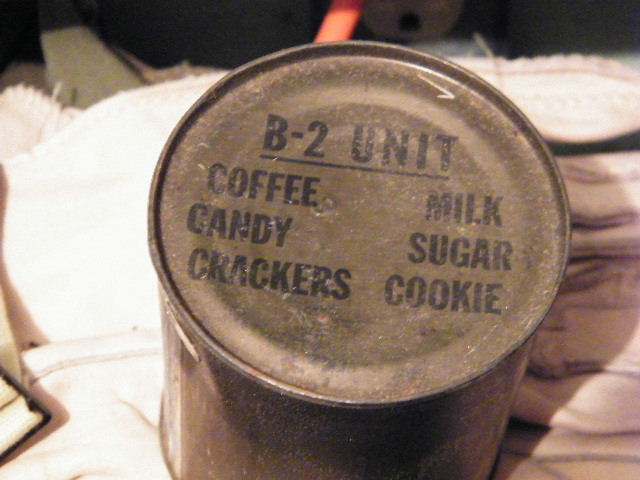 B-2 UNIT
COFFEE MILK
CANDY SUGAR
CRACKERS COOKIE